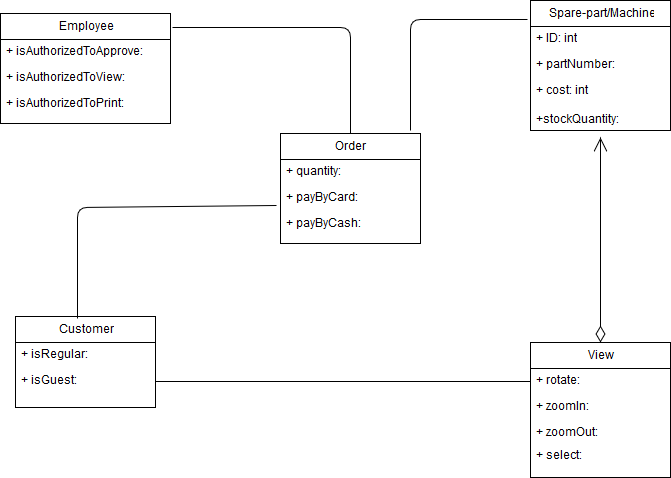 Employee
+ isAuthorizedToApprove:
+ isAuthorizedToView:
+ isAuthorizedToPrint:
Spare-part/Machine
+ ID: int
+ partNumber:
+ cost: int
+stockQuantity:
Order
+ quantity:
+ payByCard:
+ payByCash:
Customer
+ isRegular:
+ isGuest:
View
+ rotate:
+ zoomIn:
+ zoomOut:
+ select: